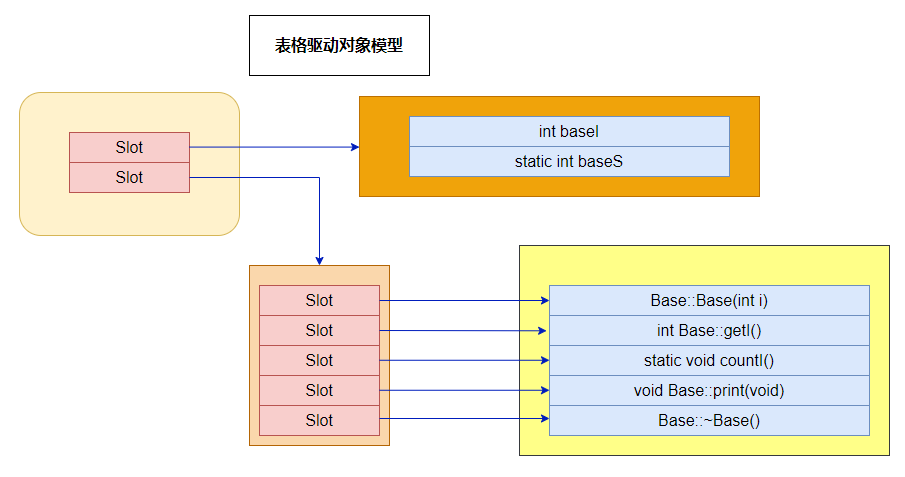 表格驱动对象模型
Slot
Slot
int baseI
static int baseS
Slot
Slot
Slot
Slot
Slot
Base::Base(int i)
int Base::getI()
static void countI()
void Base::print(void)
Base::~Base()